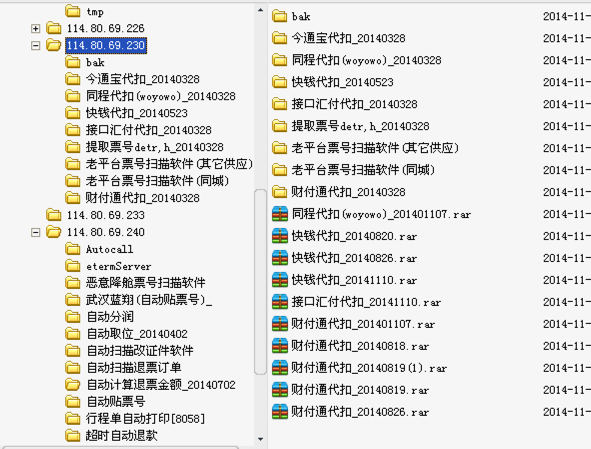 tmp
114.80.69.226
114.80.69.230
bak
今通宝代扣_20140328
同程代扣(woyowo)_20140328
快钱代扣_20140523
接口汇付代扣_20140328
提取票号detr,h_20140328
老平台票号扫描软件(其它供应)
老平台票号扫描软件(同城)
财付通代扣_20140328
114.80.69.233
114.80.69.240
Autocall
etermServer
恶意降舱票号扫描软件
武汉蓝翔(自动贴票号)_
自动分润
自动取位_20140402
自动扫描改证件软件
自动扫描退票订单
自动计算退票金额_20140702
自动贴票号
行程单自动打印[8058]
超时自动退款
bak 2014-11-
今通宝代扣_20140328 2014-11-
同程代扣(woyowo)_20140328 2014-11-
快钱代扣_20140523 2014-11-
接口汇付代扣_20140328 2014-11-
提取票号detr,h_20140328 2014-11-
老平台票号扫描软件(其它供应) 2014-11-
老平台票号扫描软件(同城) 2014-11-
财付通代扣_20140328 2014-11-
同程代扣(woyowo)_201401107.rar 2014-11-
快钱代扣_20140820.rar 2014-11-
快钱代扣_20140826.rar 2014-11-
快钱代扣_20141110.rar 2014-11-
接口汇付代扣_20141110.rar 2014-11-
财付通代扣_201401107.rar 2014-11-
财付通代扣_20140818.rar 2014-11-
财付通代扣_20140819(1).rar 2014-11-
财付通代扣_20140819.rar 2014-11-
财付通代扣_20140826.rar 2014-11-